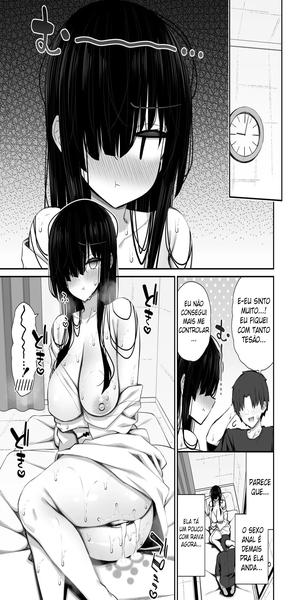 む…
E-EU SINTO
MUITO...!
EU FIQUEI
COM TANTO
TESÃO...
EU NÃO
CONSEGUI
MAIS ME
CONTROLAR
...
PARECE
QUE...
O SEXO
ANAL É
DEMAIS
PRA ELA
AINDA...
ELA TÁ
UM POUCO
COM RAIVA
AGORA...